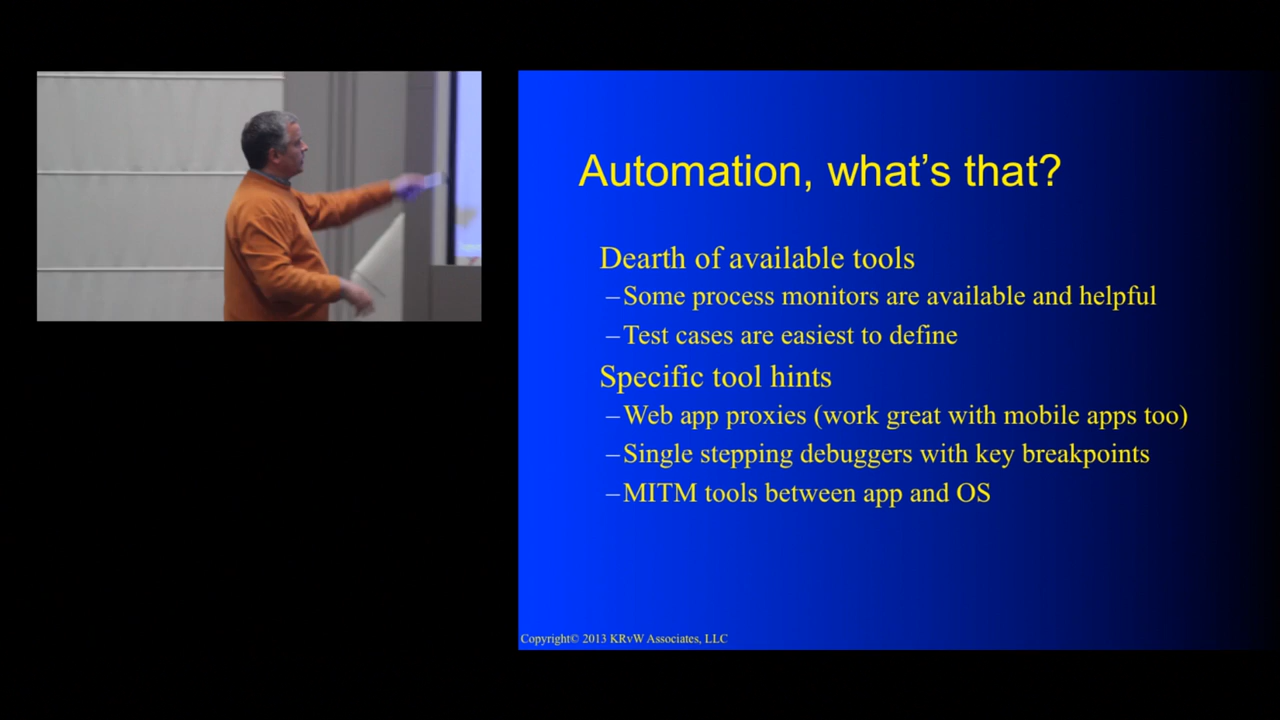 Automation, what's that?
Dearth of available tools
–Some process monitors are available and helpful
–Test cases are easiest to define
Specific tool hints
–Web app proxies (work great with mobile apps too)
–Single stepping debuggers with key breakpoints
–MITM tools between app and OS
Copyright© 2013 KRvW Associates, LLC